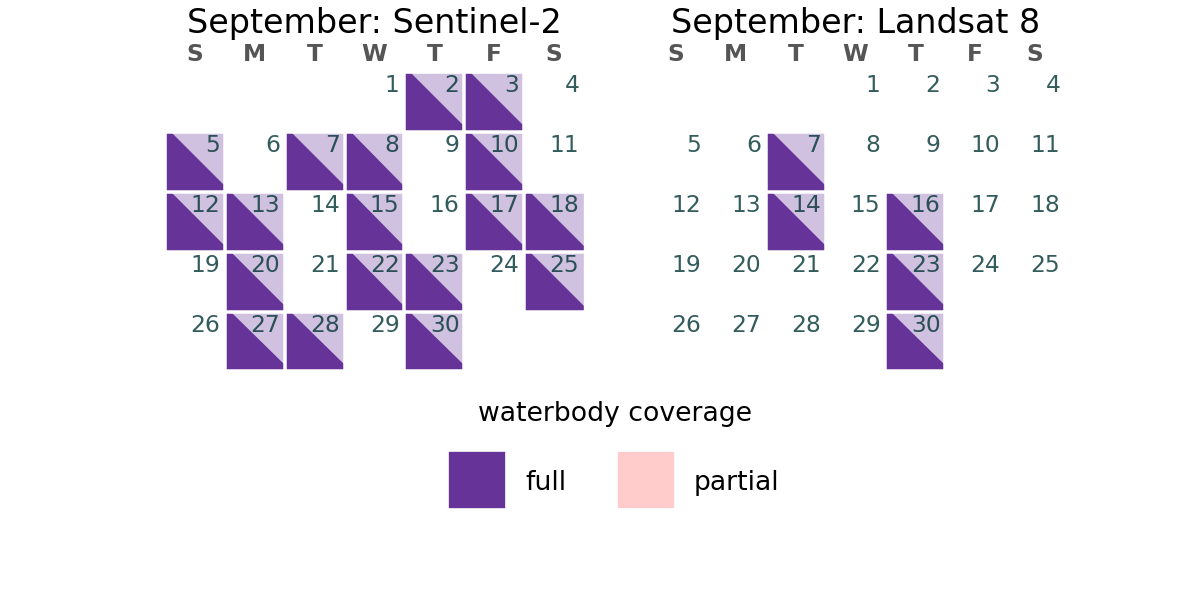 September: Sentinel-2
S M T W T F S
1 2 3 4
5 6 7 8 9 10 11
12 13 14 15 16 17 18
19 20 21 22 23 24 25
26 27 28 29 30
September: Landsat 8
S M T W T F S
1 2 3 4
5 6 7 8 9 10 11
12 13 14 15 16 17 18
19 20 21 22 23 24 25
26 27 28 29 30
waterbody coverage
full partial